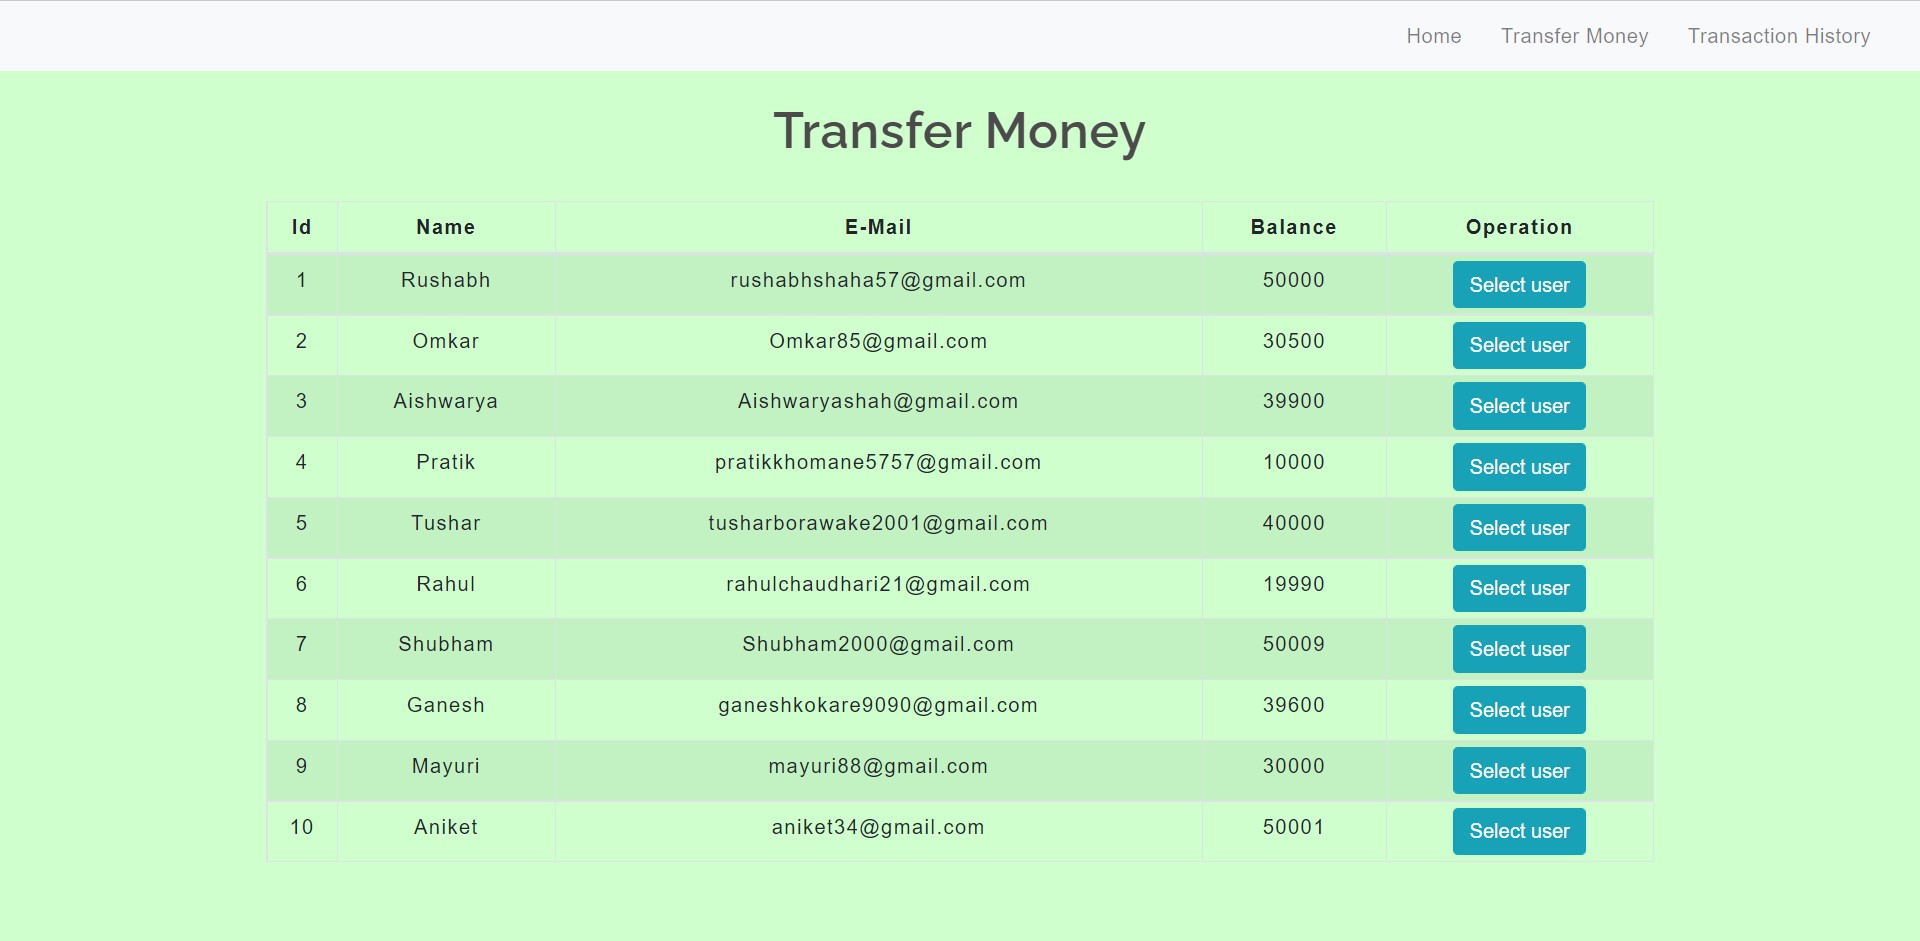 Home Transfer Money Transaction History
Transfer Money
Id Name E-Mail Balance Operation
1 Rushabh rushabhshaha57@gmail.com 50000 Select user
2 Omkar Omkar85@gmail.com 30500 Select user
3 Aishwarya Aishwaryashah@gmail.com 39900 Select user
4 Pratik pratikkhomane5757@gmail.com 10000 Select user
5 Tushar tusharborawake2001@gmail.com 40000 Select user
6 Rahul rahulchaudhari21@gmail.com 19990 Select user
7 Shubham Shubham2000@gmail.com 50009 Select user
8 Ganesh ganeshkokare9090@gmail.com 39600 Select user
9 Mayuri mayuri88@gmail.com 30000 Select user
10 Aniket aniket34@gmail.com 50001 Select user